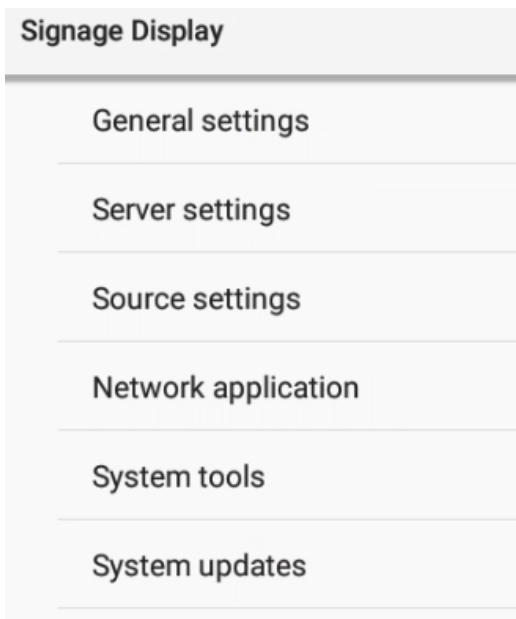 Signage Display
General settings
Server settings
Source settings
Network application
System tools
System updates